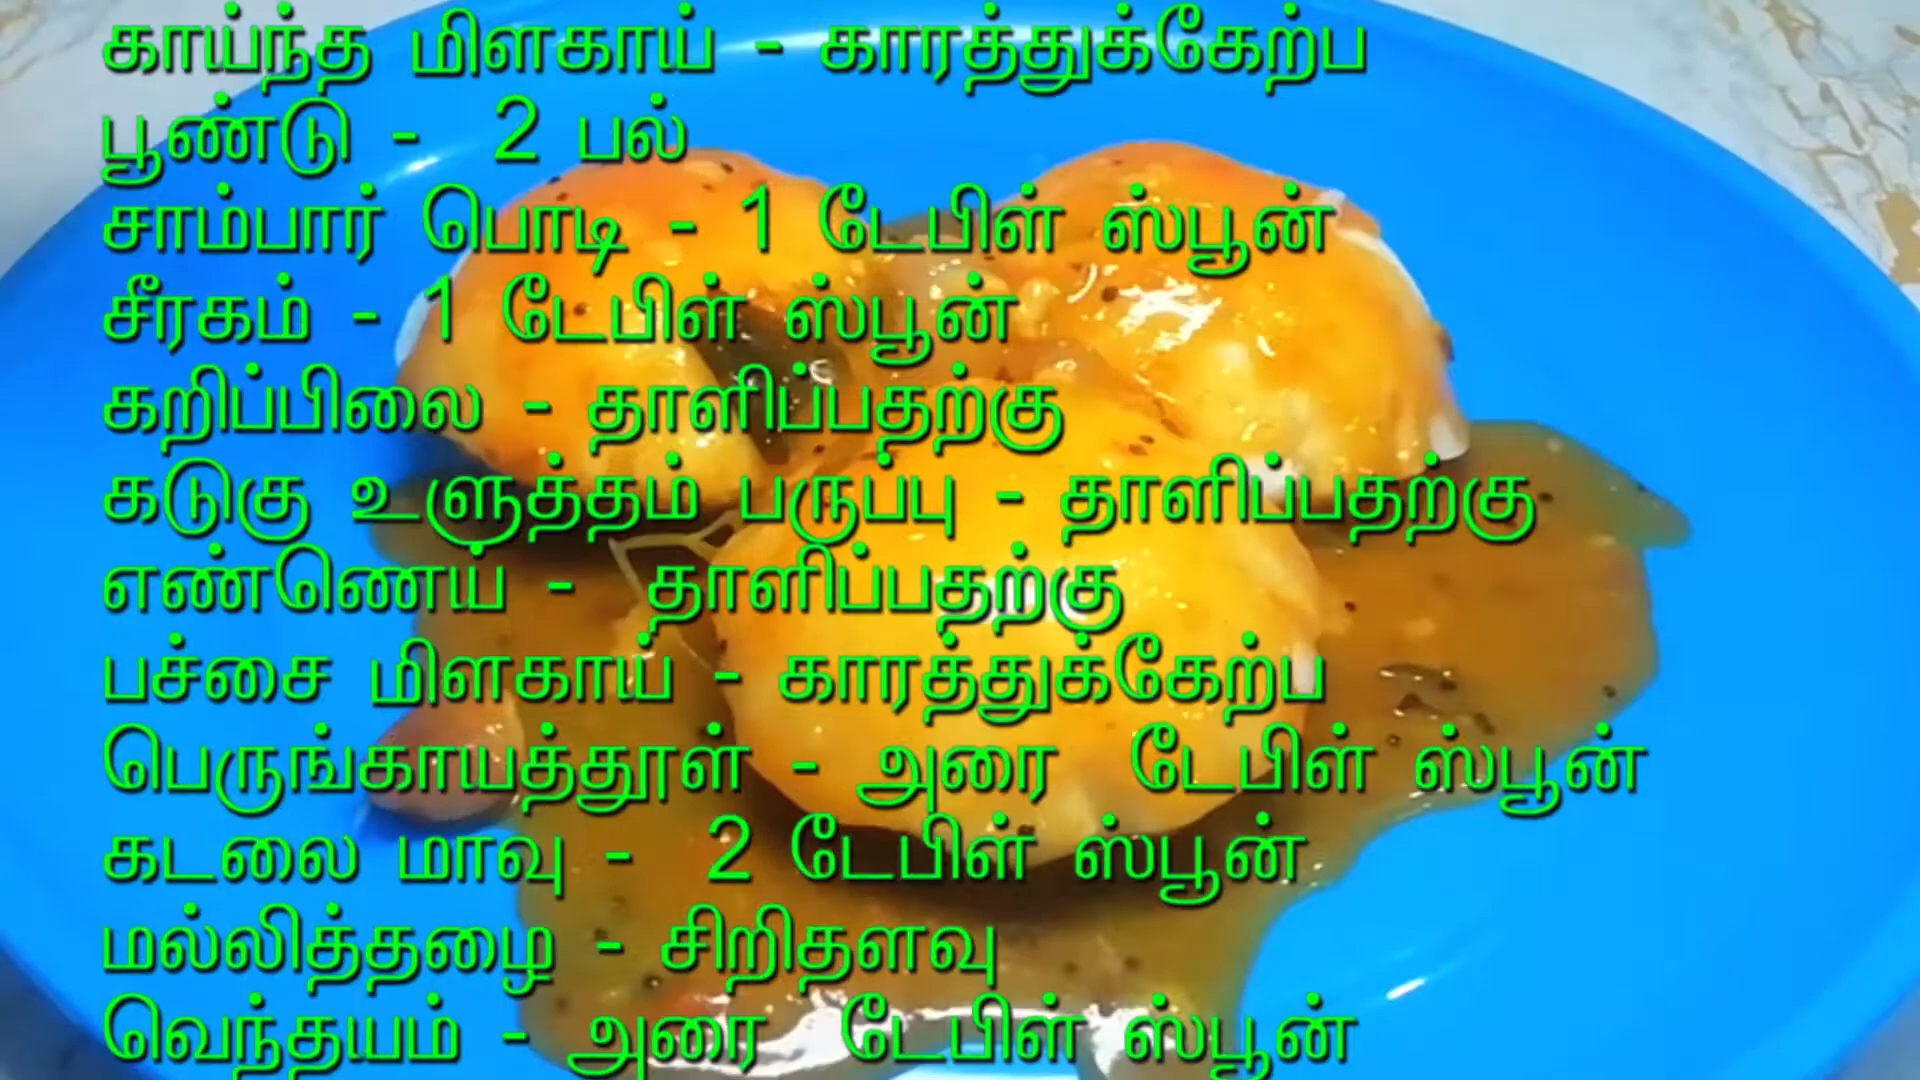 காய்ந்த மிளகாய் - காரத்துக்கேற்ப
பூண்டு - 2 பல்
சாம்பார் பொடி - 1 டேபிள் ஸ்பூன்
சீரகம் - 1 டேபிள் ஸ்பூன்
கறிப்பிலை - தாளிப்பதற்கு
கடுகு உளுத்தம் பருப்பு - தாளிப்பதற்கு
எண்ணெய் - தாளிப்பதற்கு
பச்சை மிளகாய் - காரத்துக்கேற்ப
பெருங்காயத்தூள் - அரை டேபிள் ஸ்பூன்
கடலை மாவு - 2 டேபிள் ஸ்பூன்
மல்லித்தழை - சிறிதளவு
வெந்தயம் - அரை டேபிள் ஸ்பூன்